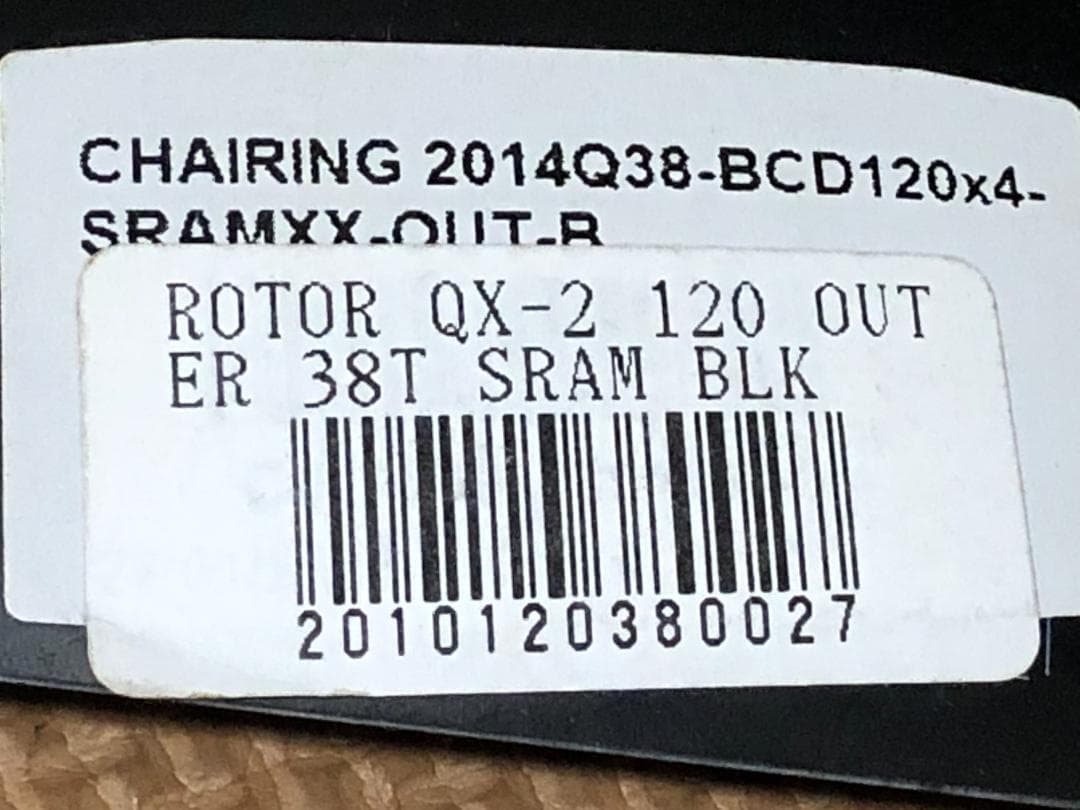 CHAIRING 2014Q38-BCD120x4-
SRAMXX-OUT-B
ROTOR QX-2 120 OUT
ER 38T SRAM BLK
2010120380027